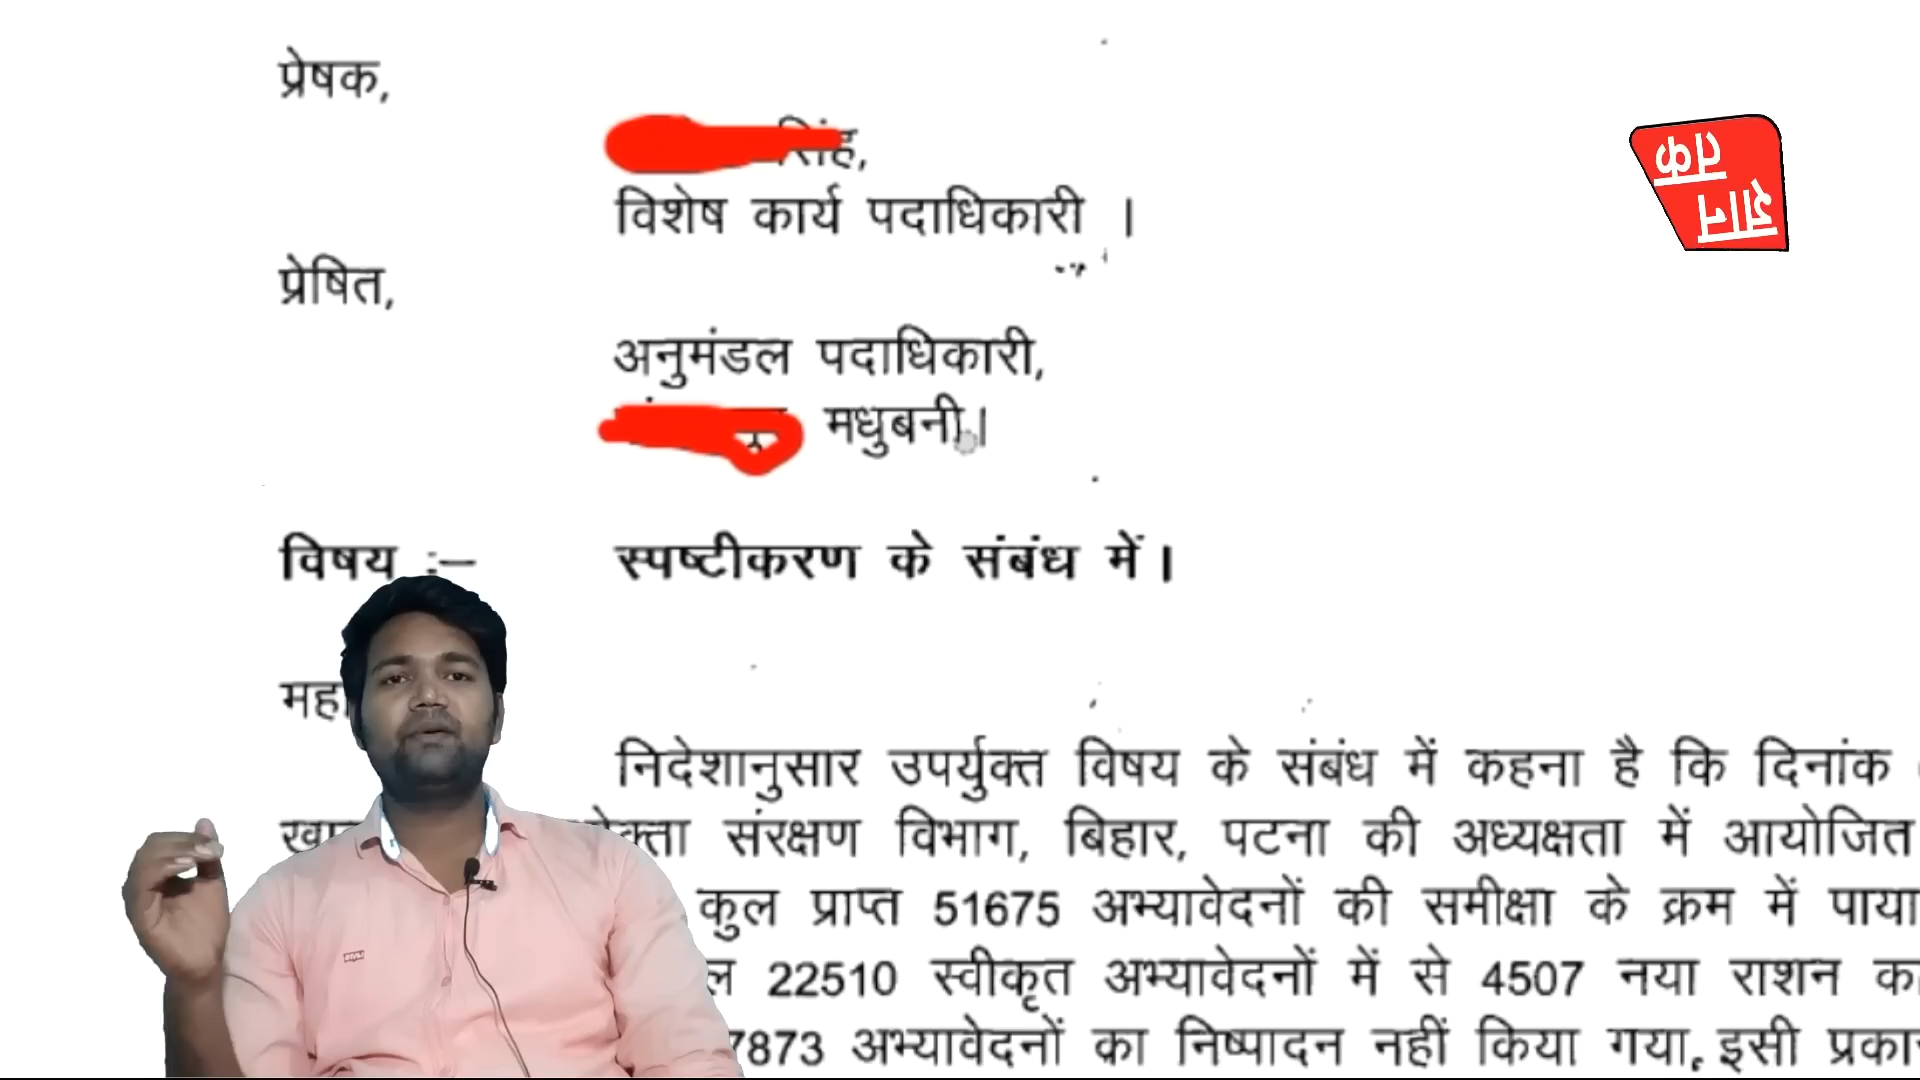 प्रेषक,
सिंह,
विशेष कार्य पदाधिकारी ।
प्रेषित,
अनुमंडल पदाधिकारी,
मधुबनी।
विषय :– स्पष्टीकरण के संबंध में।
निदेशानुसार उपर्युक्त विषय के संबंध में कहना है कि दिनांक
संरक्षण विभाग, बिहार, पटना की अध्यक्षता में आयोजित
कुल प्राप्त 51675 अभ्यावेदनों की समीक्षा के क्रम में पाया
22510 स्वीकृत अभ्यावेदनों में से 4507 नया राशन
7873 अभ्यावेदनों का निष्पादन नहीं किया गया, इसी
ज्ञान
तक